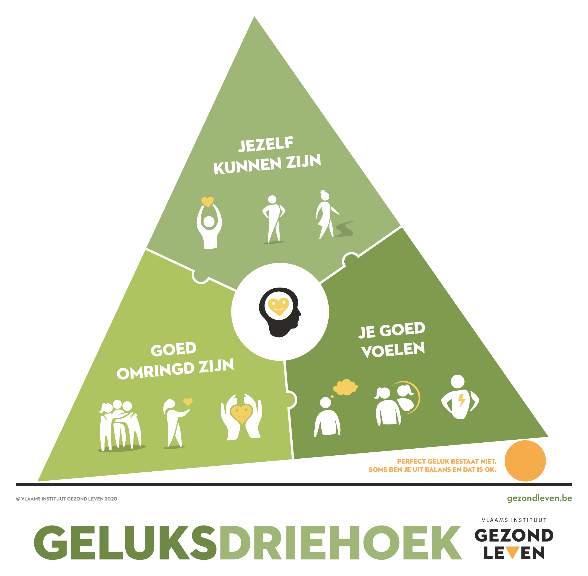 JEZELF
KUNNEN ZIJN
GOED
OMRINGD ZIJN
JE GOED
VOELEN
PERFECT GELUK BESTAAT NIET.
SOMS BEN JE UIT BALANS EN DAT IS OK.
© VLAAMS INSTITUUT GEZOND LEVEN 2020
gezondleven.be
GELUKSDRIEHOEK
VLAAMS INSTITUUT
GEZOND
LEVEN